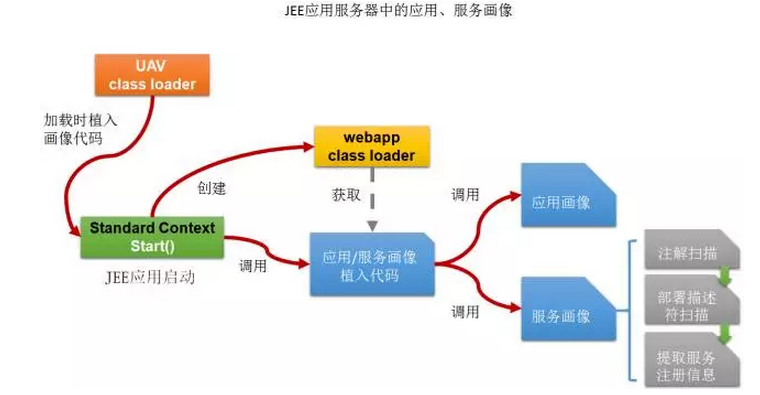 JEE应用服务器中的应用、服务画像
UAV
class loader
加载时植入
画像代码
webapp
class loader
创建
获取
调用
应用画像
Standard Context
Start()
JEE应用启动
调用
应用/服务画像
植入代码
调用
服务画像
注解扫描
部署描述
符扫描
提取服务
注册信息